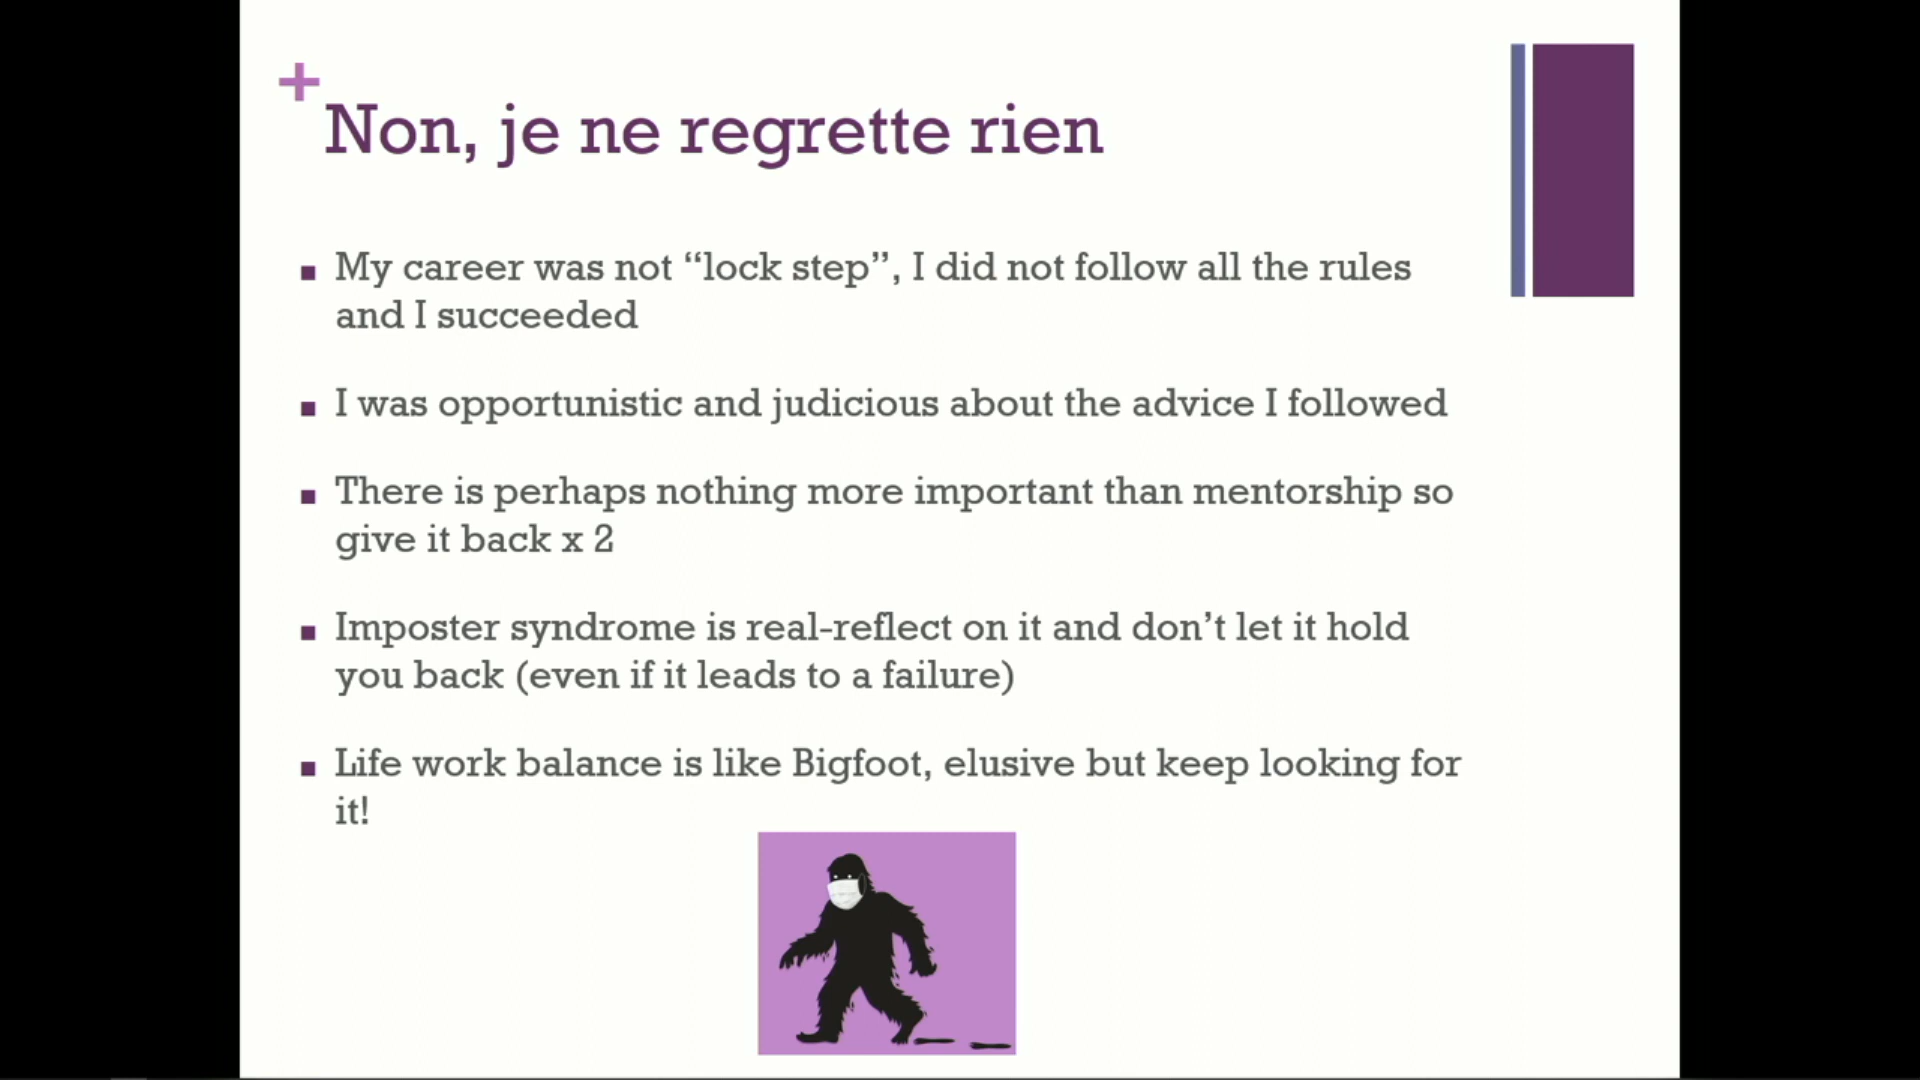 +
Non, je ne regrette rien
▪ My career was not “lock step”, I did not follow all the rules
and I succeeded
▪ I was opportunistic and judicious about the advice I followed
▪ There is perhaps nothing more important than mentorship so
give it back x 2
▪ Imposter syndrome is real-reflect on it and don’t let it hold
you back (even if it leads to a failure)
▪ Life work balance is like Bigfoot, elusive but keep looking for
it!